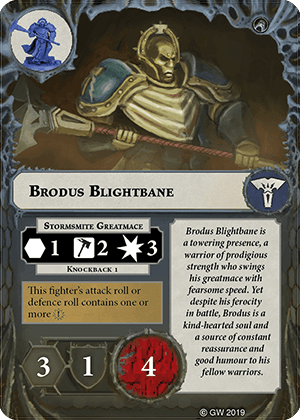 BRODUS BLIGHTBANE
STORMSMITE GREATMACE
1 2 3
KNOCKBACK 1
This fighter's attack roll or
defence roll contains one or
more
Brodus Blightbane is
a towering presence, a
warrior of prodigious
strength who swings
his greatmace with
fearsome speed. Yet
despite his ferocity
in battle, Brodus is a
kind-hearted soul and
a source of constant
reassurance and
good humour to his
fellow warriors.
3 1 4
© GW 2019